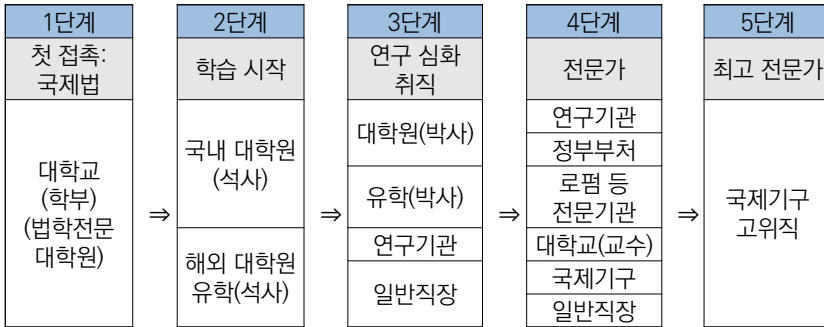 1단계
첫 접촉:
국제법
대학교
(학부)
(법학전문
대학원)
⇒
2단계
학습 시작
국내 대학원
(석사)
해외 대학원
유학(석사)
⇒
3단계
연구 심화
취직
대학원(박사)
유학(박사)
연구기관
일반직장
⇒
4단계
전문가
연구기관
정부부처
로펌 등
전문기관
대학교(교수)
국제기구
일반직장
⇒
5단계
최고 전문가
국제기구
고위직